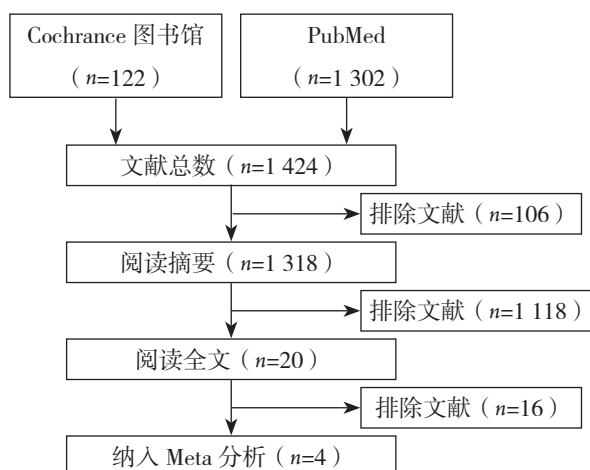 Cochrance 图书馆
（n=122）
PubMed
（n=1 302）
文献总数（n=1 424）
排除文献（n=106）
阅读摘要（n=1 318）
排除文献（n=1 118）
阅读全文（n=20）
排除文献（n=16）
纳入 Meta 分析（n=4）